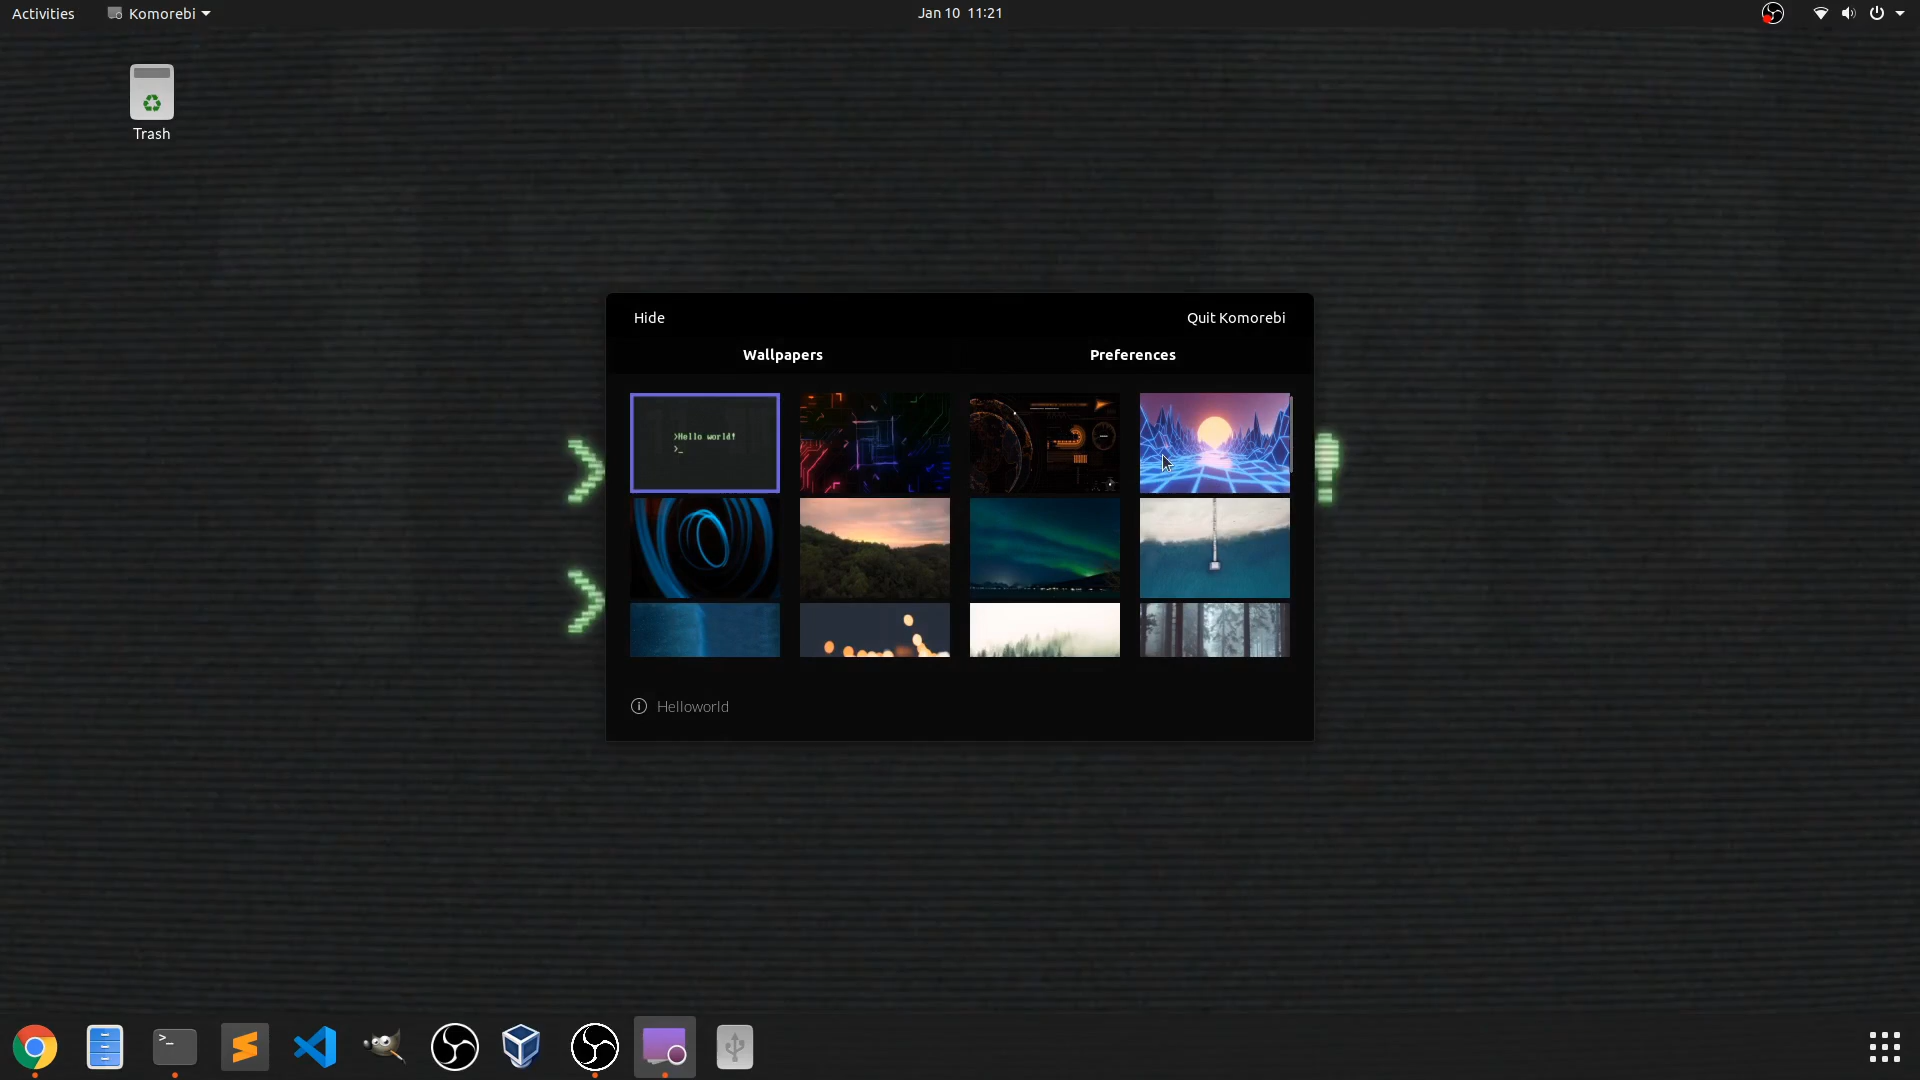 Activities
Komorebi
Jan 10 11:21
Trash
Hide
Quit Komorebi
Wallpapers
Preferences
>Hello world!
>_
>
!
>
Helloworld
>_